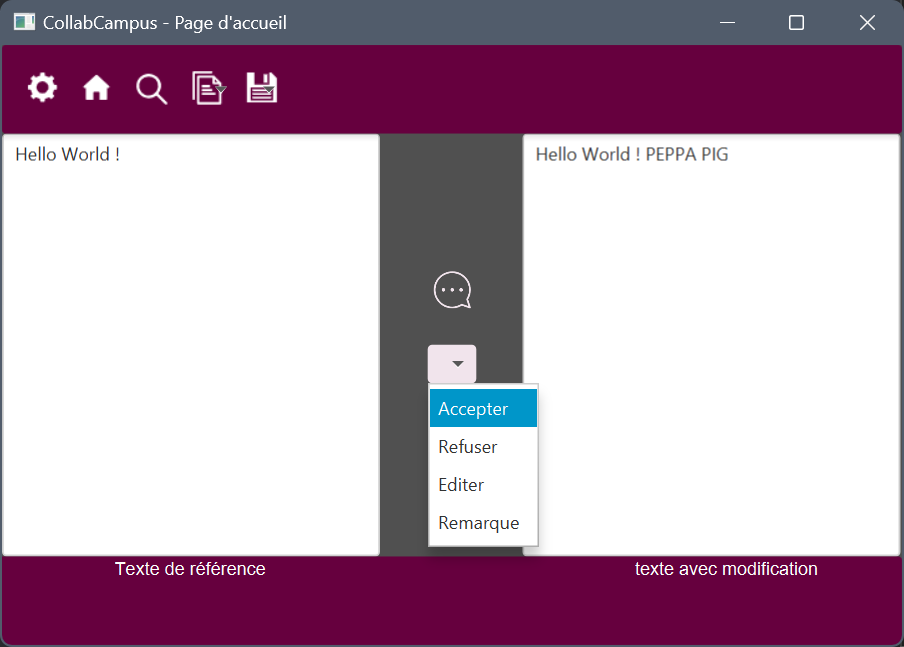 CollabCampus - Page d'accueil
Hello World !
Hello World ! PEPPA PIG
Accepter
Refuser
Editer
Remarque
Texte de référence
texte avec modification